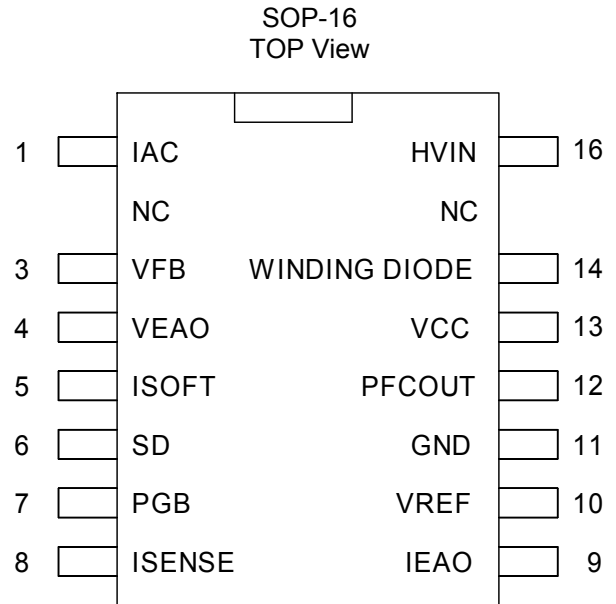 SOP-16
TOP View
1 IAC HVIN 16
NC NC
3 VFB WINDING DIODE 14
4 VEAO VCC 13
5 ISOFT PFCOUT 12
6 SD GND 11
7 PGB VREF 10
8 ISENSE IEAO 9